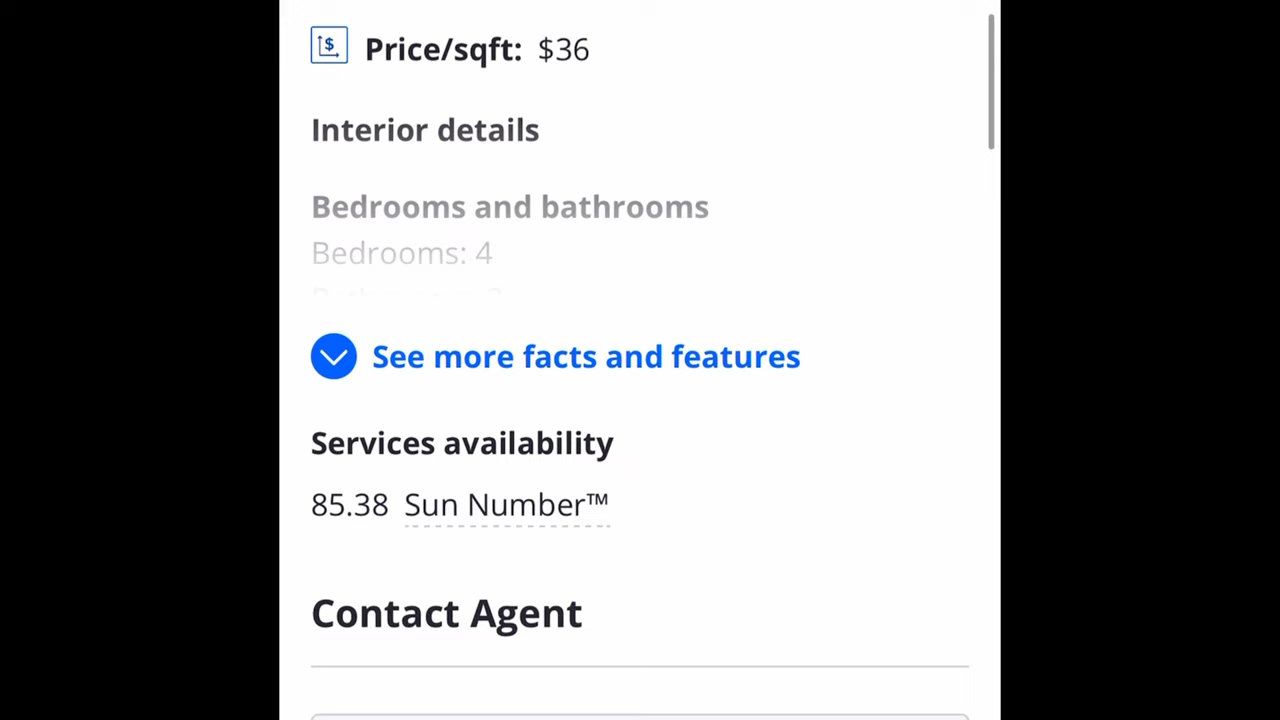 $
Price/sqft: $36
Interior details
Bedrooms and bathrooms
Bedrooms: 4
See more facts and features
Services availability
85.38 Sun Number™
Contact Agent